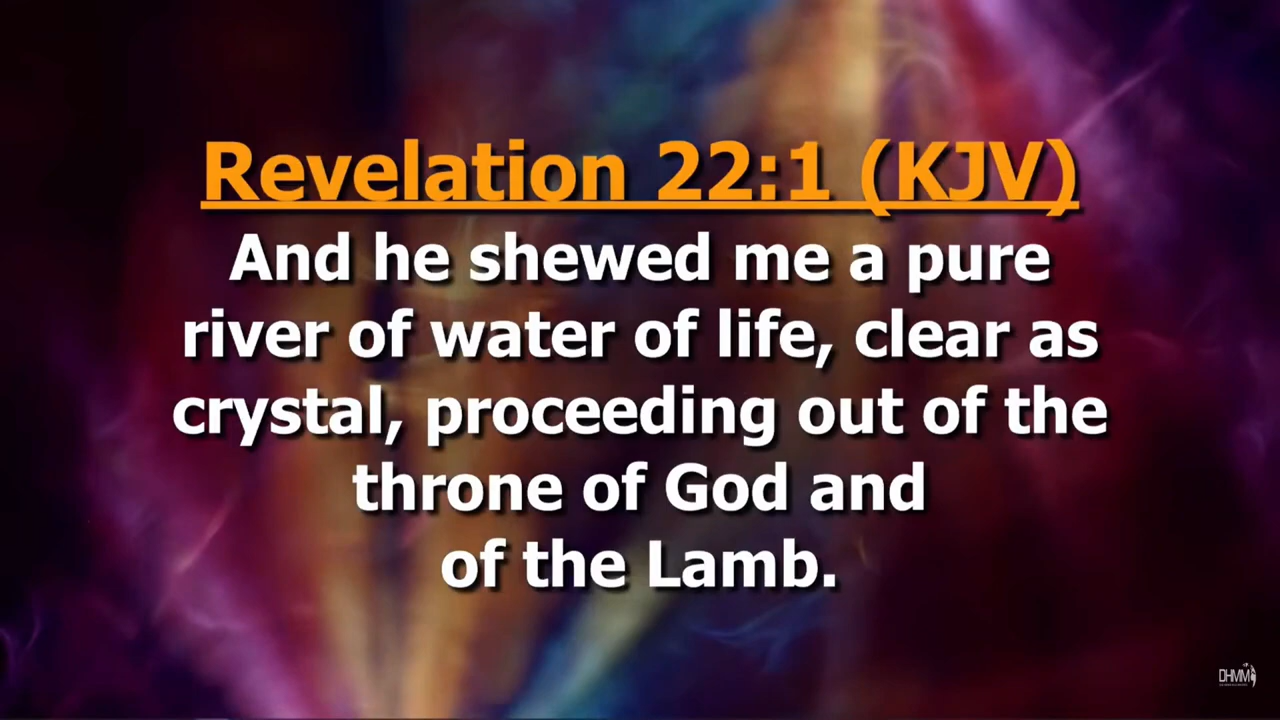 Revelation 22:1 (KJV)
And he shewed me a pure
river of water of life, clear as
crystal, proceeding out of the
throne of God and
of the Lamb.
DHMM